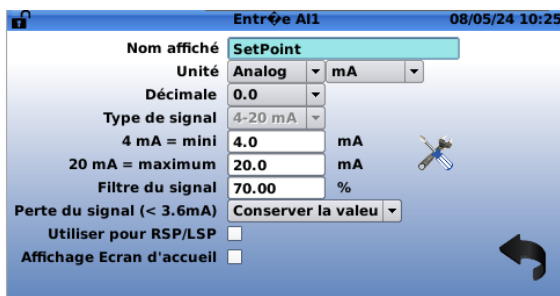 Entr�e AI1 08/05/24 10:25
Nom affiché SetPoint
Unité Analog mA
Décimale 0.0
Type de signal 4-20 mA
4 mA = mini 4.0 mA
20 mA = maximum 20.0 mA
Filtre du signal 70.00 %
Perte du signal (< 3.6mA) Conserver la valeu
Utiliser pour RSP/LSP
Affichage Ecran d'accueil